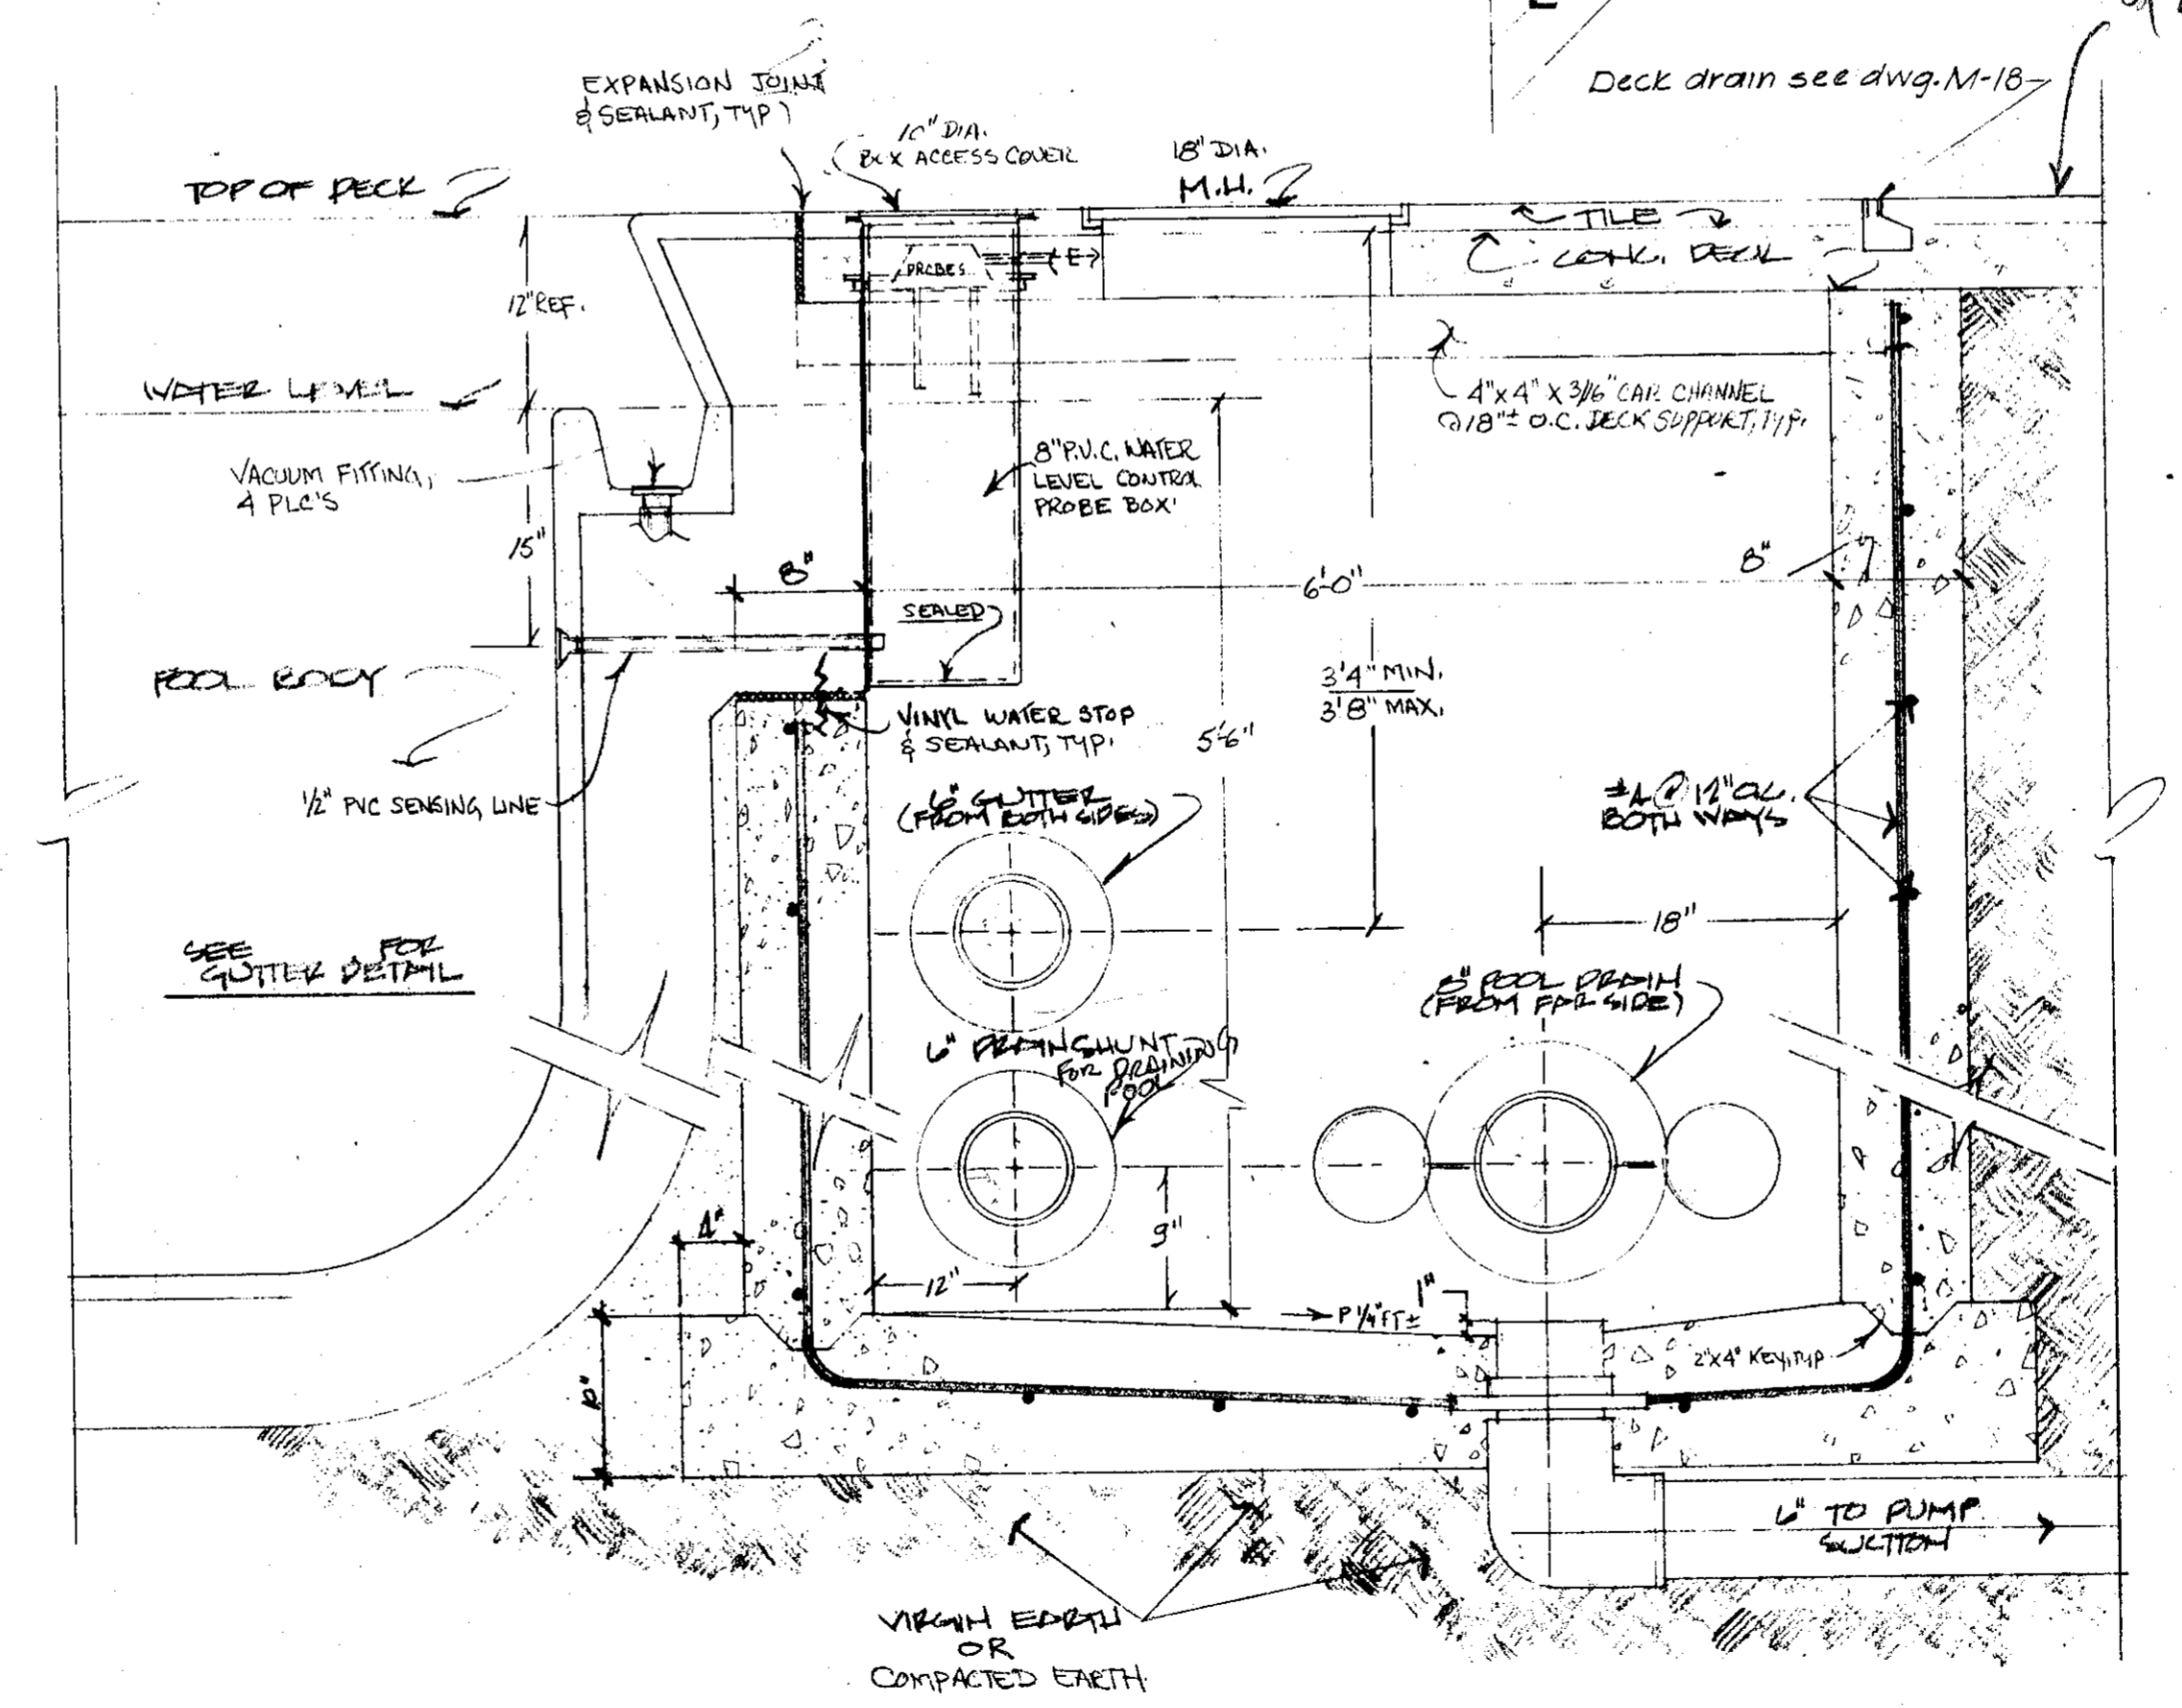 Deck drain see dwg. M-18
EXPANSION JOINT
& SEALANT, TYP)
10" DIA.
BOX ACCESS COVER
18" DIA.
M.H.
TOP OF DECK
TILE
CONC. DECK
PROBES
(E)
12" REF.
WATER LEVEL
4"x4"x3/16" CAR CHANNEL
@18"± O.C. DECK SUPPORT, TYP.
8" P.V.C. WATER
LEVEL CONTROL
PROBE BOX
VACUUM FITTING,
4 PLC'S
15"
8"
6'-0"
8"
SEALED
POOL BODY
3'4" MIN.
3'8" MAX.
VINYL WATER STOP
& SEALANT, TYP.
5'-6"
1/2" PVC SENSING LINE
6" GUTTER
(FROM BOTH SIDES)
#4 @ 12" O.C.
BOTH WAYS
18"
SEE FOR
GUTTER DETAIL
8" POOL DRAIN
(FROM FAR SIDE)
6" DRAIN SHUNT
FOR DRAINING
POOL
4"
9"
12"
1"
P 1/4" FT ±
2"x4" KEY, TYP
10"
6" TO PUMP
SUCTION
VIRGIN EARTH
OR
COMPACTED EARTH